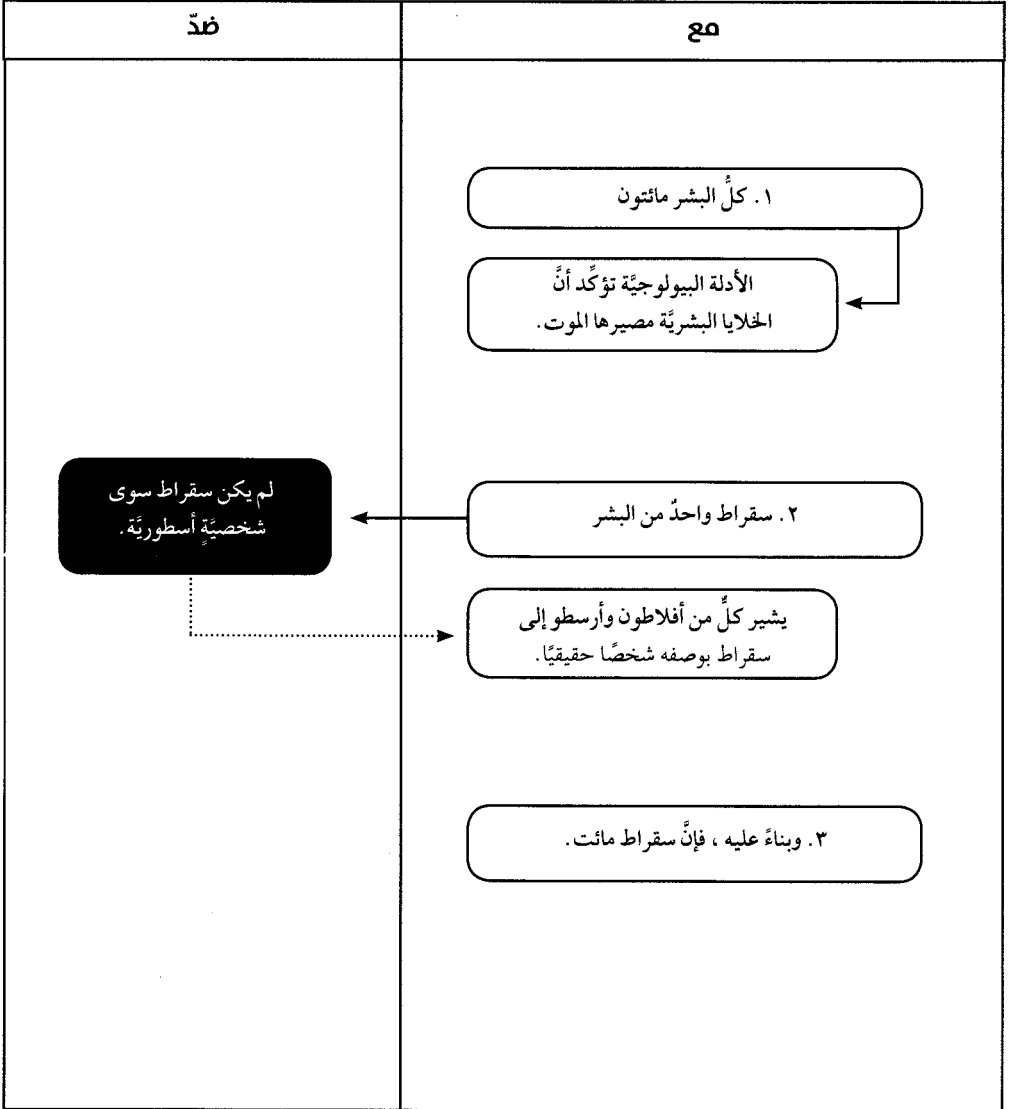 مع
ضدّ
١. كلُّ البشر مائتون
الأدلة البيولوجيَّة تؤكِّد أنَّ
الخلايا البشريَّة مصيرها الموت.
٢. سقراط واحدٌ من البشر
لم يكن سقراط سوى
شخصيَّةٍ أسطوريَّة.
يشير كلٌّ من أفلاطون وأرسطو إلى
سقراط بوصفه شخصًا حقيقيًا.
٣. وبناءً عليه ، فإنَّ سقراط مائت.